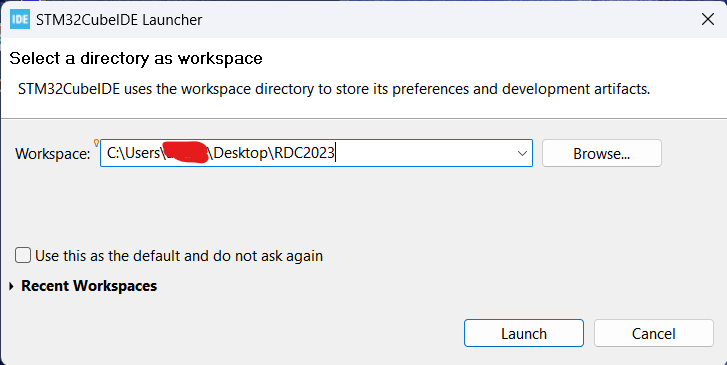 IDE STM32CubeIDE Launcher
Select a directory as workspace
STM32CubeIDE uses the workspace directory to store its preferences and development artifacts.
Workspace: C:\Users\ \Desktop\RDC2023 Browse...
Use this as the default and do not ask again
Recent Workspaces
Launch Cancel